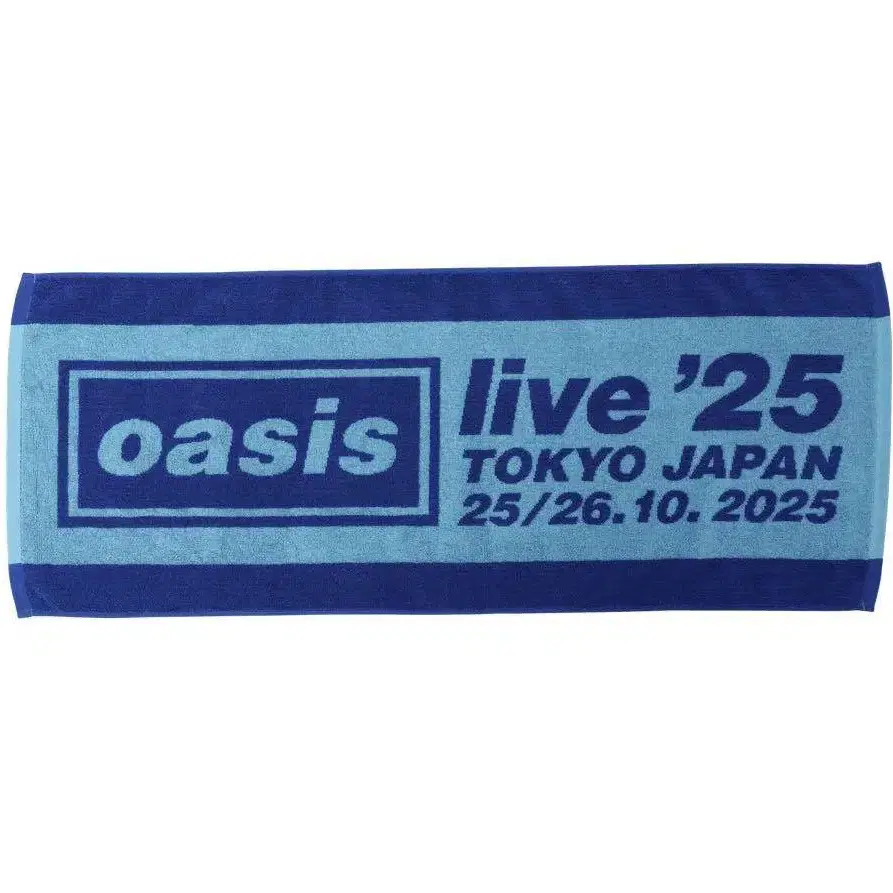 oasis
live ’25
TOKYO JAPAN
25/26.10.2025